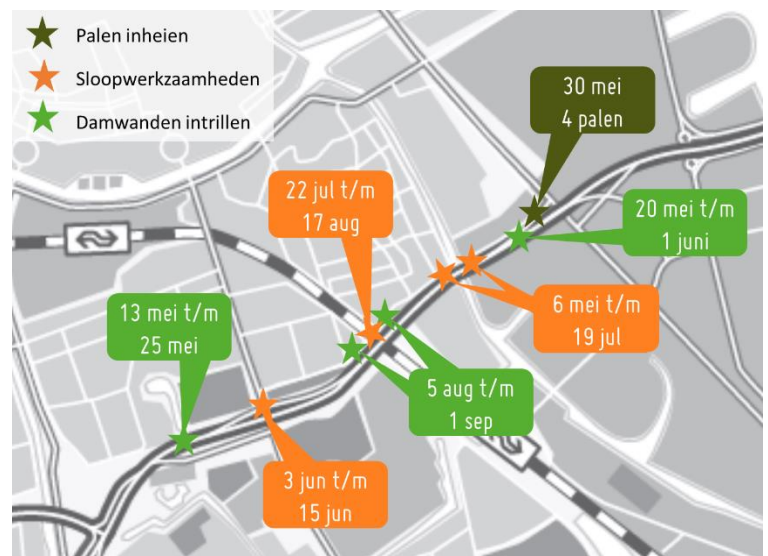 Palen inheien
Sloopwerkzaamheden
Damwanden intrillen
30 mei
4 palen
22 jul t/m
17 aug
20 mei t/m
1 juni
13 mei t/m
25 mei
6 mei t/m
19 jul
5 aug t/m
1 sep
3 jun t/m
15 jun